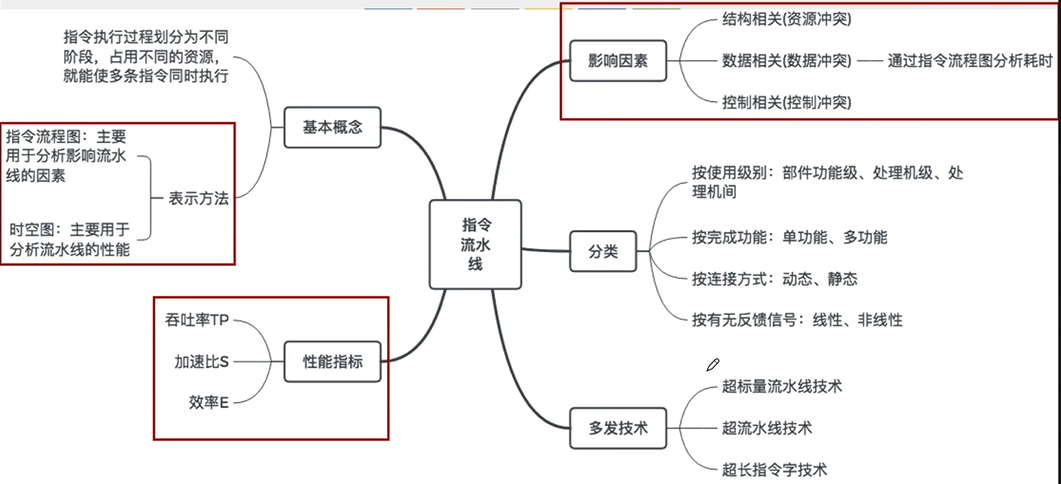 指令执行过程划分为不同
阶段，占用不同的资源，
就能使多条指令同时执行
基本概念
指令流程图：主要
用于分析影响流水
线的因素
表示方法
时空图：主要用于
分析流水线的性能
吞吐率TP
加速比S
效率E
性能指标
指令
流水
线
影响因素
结构相关(资源冲突)
数据相关(数据冲突)
通过指令流程图分析耗时
控制相关(控制冲突)
分类
按使用级别：部件功能级、处理机级、处
理机间
按完成功能：单功能、多功能
按连接方式：动态、静态
按有无反馈信号：线性、非线性
多发技术
超标量流水线技术
超流水线技术
超长指令字技术